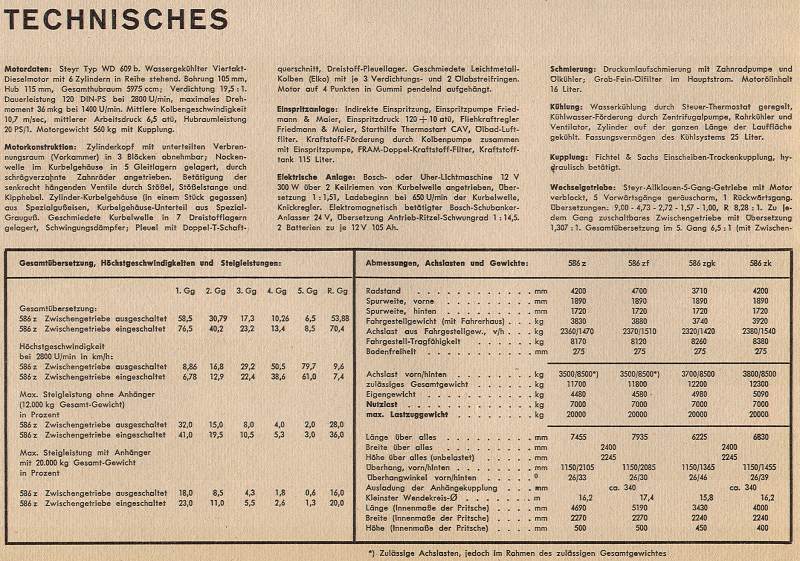 TECHNISCHES
Motordaten: Steyr Typ WD 609 b. Wassergekühlter Viertakt-
Dieselmotor mit 6 Zylindern in Reihe stehend. Bohrung 105 mm,
Hub 115 mm, Gesamthubraum 5975 ccm; Verdichtung 19,5 : 1.
Dauerleistung 120 DIN-PS bei 2800 U/min, maximales Dreh-
moment 36 mkg bei 1400 U/min. Mittlere Kolbengeschwindigkeit
10,7 m/sec, mittlerer Arbeitsdruck 6,5 atü, Hubraumleistung
20 PS/1. Motorgewicht 560 kg mit Kupplung.
Motorkonstruktion: Zylinderkopf mit unterteilten Verbren-
nungsraum (Vorkammer) in 3 Blöcken abnehmbar; Nocken-
welle im Kurbelgehäuse in 5 Gleitlagern gelagert, durch
schrägverzahnte Zahnräder angetrieben. Betätigung der
senkrecht hängenden Ventile durch Stößel, Stößelstange und
Kipphebel. Zylinder-Kurbelgehäuse (in einem Stück gegossen)
aus Spezialgußeisen, Kurbelgehäuse-Unterteil aus Spezial-
Grauguß. Geschmiedete Kurbelwelle in 7 Dreistofflagern
gelagert, Schwingungsdämpfer; Pleuel mit Doppel-T-Schaft-
querschnitt, Dreistoff-Pleuellager. Geschmiedete Leichtmetall-
Kolben (Elko) mit je 3 Verdichtungs- und 2 Ölabstreifringen.
Motor auf 4 Punkten in Gummi pendelnd aufgehängt.
Einspritzanlage: Indirekte Einspritzung, Einspritzpumpe Fried-
mann & Maier, Einspritzdruck 120 + 10 atü, Fliehkraftregler
Friedmann & Maier, Starthilfe Thermostart CAV, Ölbad-Luft-
filter. Kraftstoff-Förderung durch Kolbenpumpe zusammen
mit Einspritzpumpe, FRAM-Doppel-Kraftstoff-Filter, Kraftstoff-
tank 115 Liter.
Elektrische Anlage: Bosch- oder Uher-Lichtmaschine 12 V
300 W über 2 Keilriemen von Kurbelwelle angetrieben, Über-
setzung 1 : 1,51, Ladebeginn bei 650 U/min der Kurbelwelle,
Knickregler. Elektromagnetisch betätigter Bosch-Schubanker-
Anlasser 24 V, Übersetzung Antrieb-Ritzel-Schwungrad 1 : 14,5.
2 Batterien zu je 12 V 105 Ah.
Schmierung: Druckumlaufschmierung mit Zahnradpumpe und
Ölkühler; Grob-Fein-Ölfilter im Hauptstrom. Motorölinhalt
16 Liter.
Kühlung: Wasserkühlung durch Steuer-Thermostat geregelt,
Kühlwasser-Förderung durch Zentrifugalpumpe, Rohrkühler und
Ventilator, Zylinder auf der ganzen Länge der Lauffläche
gekühlt. Fassungsvermögen des Kühlsystems 25 Liter.
Kupplung: Fichtel & Sachs Einscheiben-Trockenkupplung, hy-
draulisch betätigt.
Wechselgetriebe: Steyr-Allklauen-5-Gang-Getriebe mit Motor
verblockt, 5 Vorwärtsgänge geräuscharm, 1 Rückwärtsgang.
Übersetzungen: 9,00 - 4,73 - 2,72 - 1,57 - 1,00, R 8,28 : 1. Zu je-
dem Gang zuschaltbares Zwischengetriebe mit Übersetzung
1,307 : 1. Gesamtübersetzung im 5. Gang 6,5 : 1 (mit Zwischen-
Gesamtübersetzung, Höchstgeschwindigkeiten und Steigleistungen:
1. Gg 2. Gg 3. Gg 4. Gg 5. Gg R. Gg
Gesamtübersetzung:
586 z Zwischengetriebe ausgeschaltet 58,5 30,79 17,3 10,26 6,5 53,88
586 z Zwischengetriebe eingeschaltet 76,5 40,2 23,2 13,4 8,5 70,4
Höchstgeschwindigkeit
bei 2800 U/min in km/h:
586 z Zwischengetriebe ausgeschaltet 8,86 16,8 29,2 50,5 79,7 9,6
586 z Zwischengetriebe eingeschaltet 6,78 12,9 22,4 38,6 61,0 7,4
Max. Steigleistung ohne Anhänger
(12.000 kg Gesamt-Gewicht)
in Prozent
586 z Zwischengetriebe ausgeschaltet 32,0 15,0 8,0 4,0 2,0 28,0
586 z Zwischengetriebe eingeschaltet 41,0 19,5 10,5 5,3 3,0 36,0
Max. Steigleistung mit Anhänger
mit 20.000 kg Gesamt-Gewicht
in Prozent
586 z Zwischengetriebe ausgeschaltet 18,0 8,5 4,3 1,8 0,6 16,0
586 z Zwischengetriebe eingeschaltet 23,0 11,0 5,5 2,6 1,3 20,0
Abmessungen, Achslasten und Gewichte: 586 z 586 zf 586 zgk 586 zk
Radstand . . . mm 4200 4700 3710 4200
Spurweite, vorne . . . mm 1890 1890 1890 1890
Spurweite, hinten . . . mm 1720 1720 1720 1720
Fahrgestellgewicht (mit Fahrerhaus) . . . kg 3830 3880 3740 3920
Achslast aus Fahrgestellgew., v/h . . . kg 2360/1470 2370/1510 2320/1420 2380/1540
Fahrgestell-Tragfähigkeit . . . kg 8170 8120 8260 8380
Bodenfreiheit . . . mm 275 275 275 275
Achslast vorn/hinten . . . kg 3500/8500*) 3500/8500*) 3700/8500 3800/8500
zulässiges Gesamtgewicht . . . kg 11700 11800 12200 12300
Eigengewicht . . . kg 4480 4580 4980 5090
Nutzlast . . . kg 7000 7000 7000 7000
max. Lastzuggewicht . . . kg 20000 20000 20000 20000
Länge über alles . . . mm 7455 7935 6225 6830
Breite über alles . . . mm 2400 2400
Höhe über alles (unbelastet) . . . mm 2245 2245
Überhang, vorn/hinten . . . mm 1150/2105 1150/2085 1150/1365 1150/1455
Überhangwinkel vorn/hinten . . . ° 26/33 26/30 26/46 26/39
Ausladung der Anhängekupplung . . . mm ca. 340 ca. 340
Kleinster Wendekreis-Ø . . . m 16,2 17,4 15,8 16,2
Länge (Innenmaße der Pritsche) . . . mm 4690 5190 3430 4000
Breite (Innenmaße der Pritsche) . . . mm 2270 2270 2240 2240
Höhe (Innenmaße der Pritsche) . . . mm 500 500 450 400
*) Zulässige Achslasten, jedoch im Rahmen des zulässigen Gesamtgewichtes